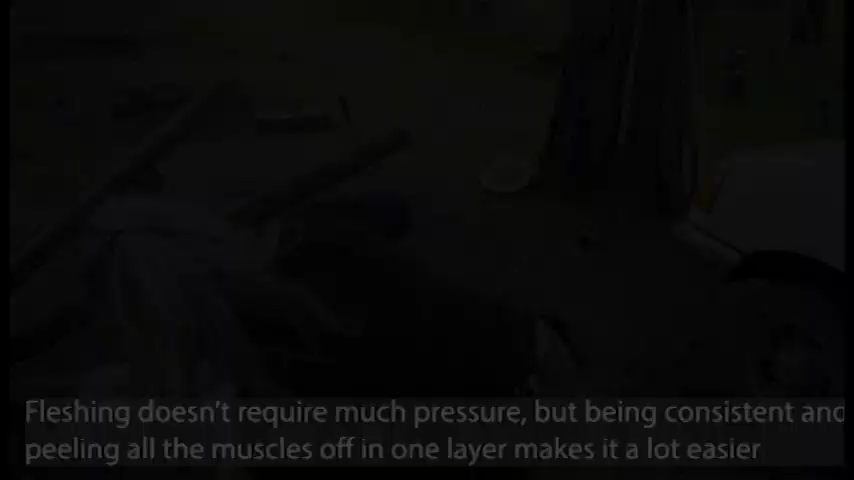 Fleshing doesn't require much pressure, but being consistent and
peeling all the muscles off in one layer makes it a lot easier